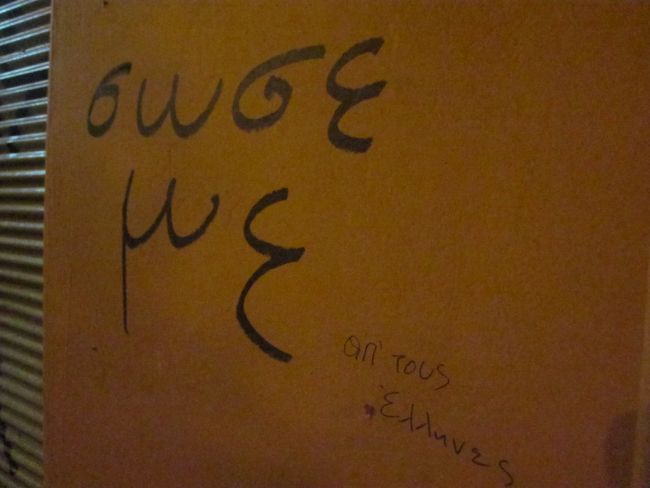 σωσε
με
απ' τους
έλληνες